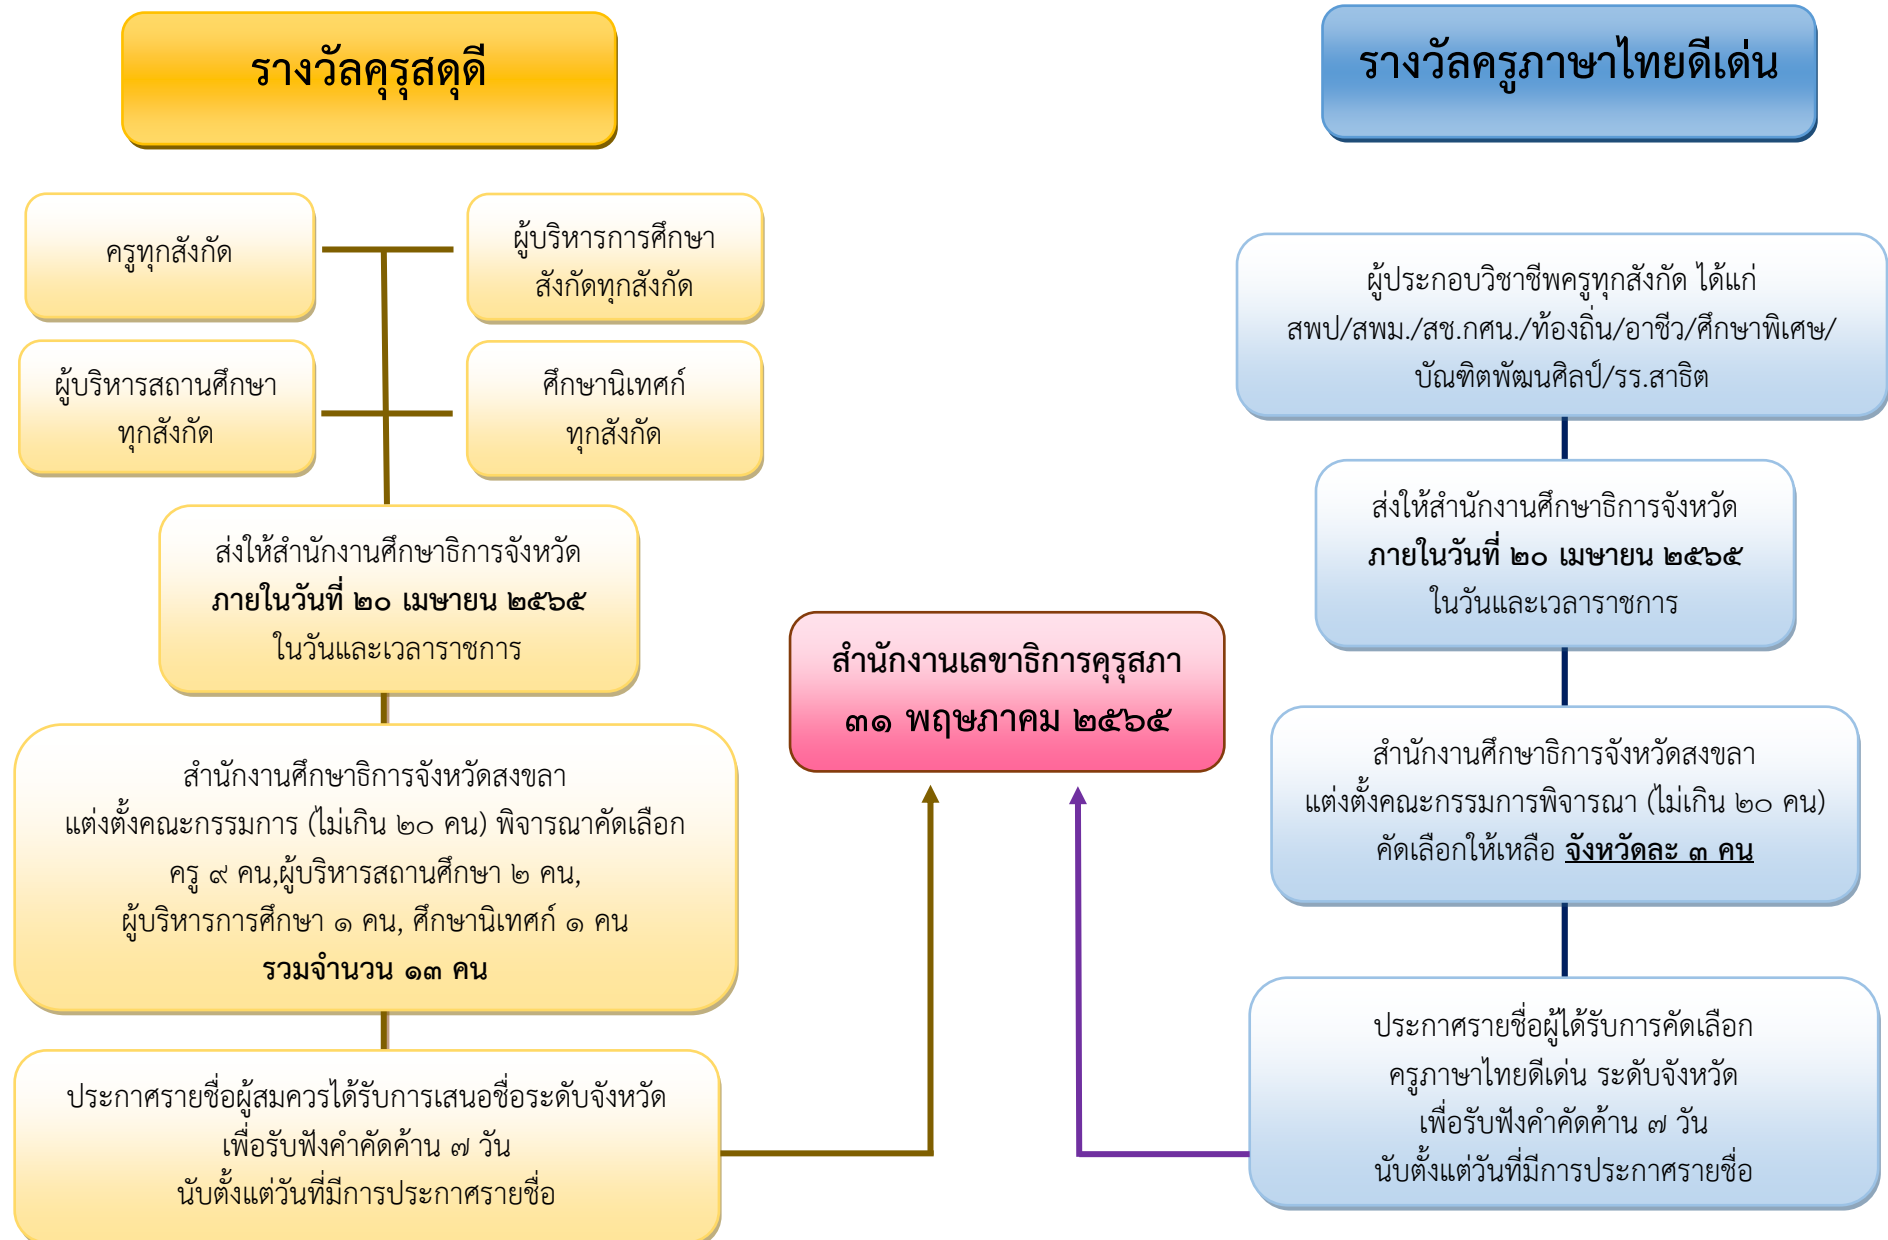 รางวัลคุรุสดุดี
ครูทุกสังกัด
ผู้บริหารการศึกษา
สังกัดทุกสังกัด
ผู้บริหารสถานศึกษา
ทุกสังกัด
ศึกษานิเทศก์
ทุกสังกัด
ส่งให้สำนักงานศึกษาธิการจังหวัด
ภายในวันที่ ๒๐ เมษายน ๒๕๖๕
ในวันและเวลาราชการ
สำนักงานศึกษาธิการจังหวัดสงขลา
แต่งตั้งคณะกรรมการ (ไม่เกิน ๒๐ คน) พิจารณาคัดเลือก
ครู ๙ คน,ผู้บริหารสถานศึกษา ๒ คน,
ผู้บริหารการศึกษา ๑ คน, ศึกษานิเทศก์ ๑ คน
รวมจำนวน ๑๓ คน
ประกาศรายชื่อผู้สมควรได้รับการเสนอชื่อระดับจังหวัด
เพื่อรับฟังคำคัดค้าน ๗ วัน
นับตั้งแต่วันที่มีการประกาศรายชื่อ
สำนักงานเลขาธิการคุรุสภา
๓๑ พฤษภาคม ๒๕๖๕
รางวัลครูภาษาไทยดีเด่น
ผู้ประกอบวิชาชีพครูทุกสังกัด ได้แก่
สพป/สพม./สช.กศน./ท้องถิ่น/อาชีว/ศึกษาพิเศษ/
บัณฑิตพัฒนศิลป์/รร.สาธิต
ส่งให้สำนักงานศึกษาธิการจังหวัด
ภายในวันที่ ๒๐ เมษายน ๒๕๖๕
ในวันและเวลาราชการ
สำนักงานศึกษาธิการจังหวัดสงขลา
แต่งตั้งคณะกรรมการพิจารณา (ไม่เกิน ๒๐ คน)
คัดเลือกให้เหลือ จังหวัดละ ๓ คน
ประกาศรายชื่อผู้ได้รับการคัดเลือก
ครูภาษาไทยดีเด่น ระดับจังหวัด
เพื่อรับฟังคำคัดค้าน ๗ วัน
นับตั้งแต่วันที่มีการประกาศรายชื่อ